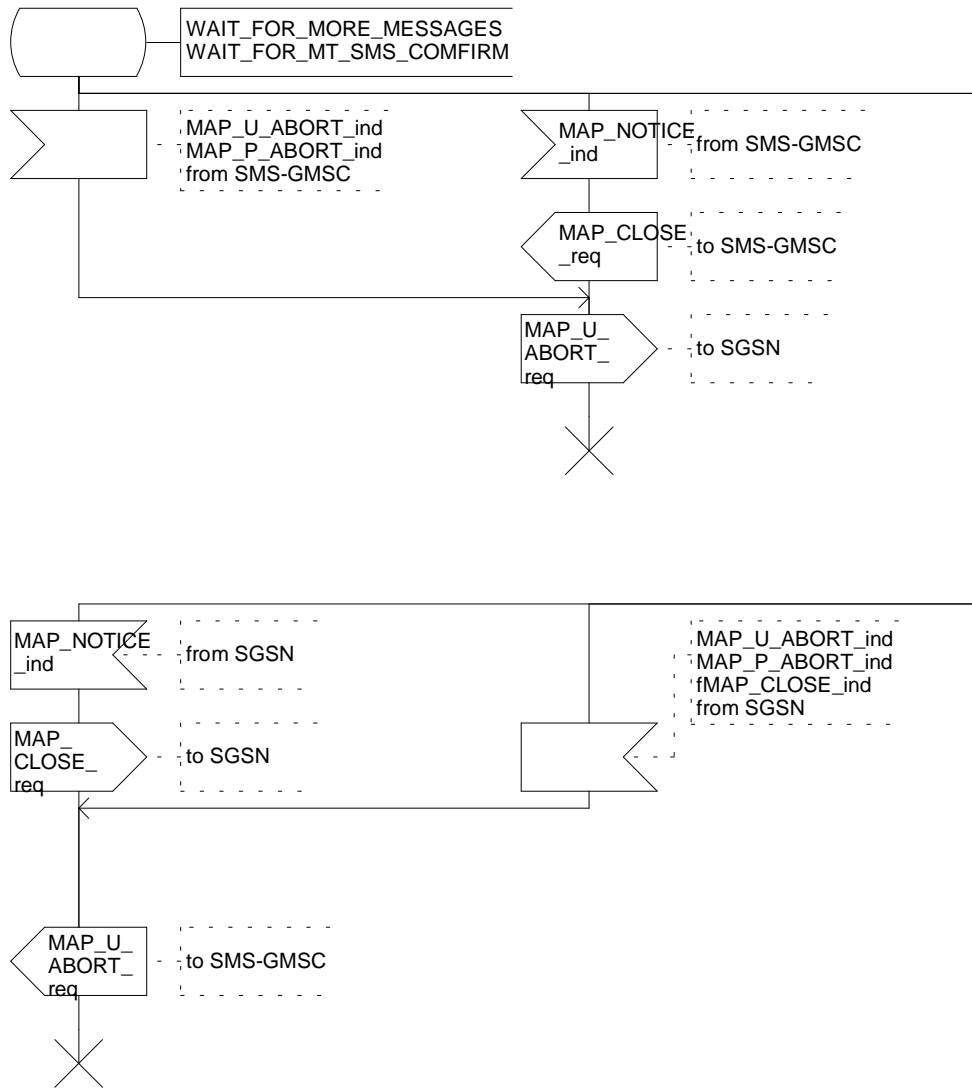 WAIT_FOR_MORE_MESSAGES
WAIT_FOR_MT_SMS_COMFIRM
MAP_U_ABORT_ind
MAP_P_ABORT_ind
from SMS-GMSC
MAP_NOTICE
_ind
from SMS-GMSC
MAP_CLOSE
_req
to SMS-GMSC
MAP_U_
ABORT_
req
to SGSN
MAP_NOTICE
_ind
from SGSN
MAP_U_ABORT_ind
MAP_P_ABORT_ind
fMAP_CLOSE_ind
from SGSN
MAP_
CLOSE_
req
to SGSN
MAP_U_
ABORT_
req
to SMS-GMSC